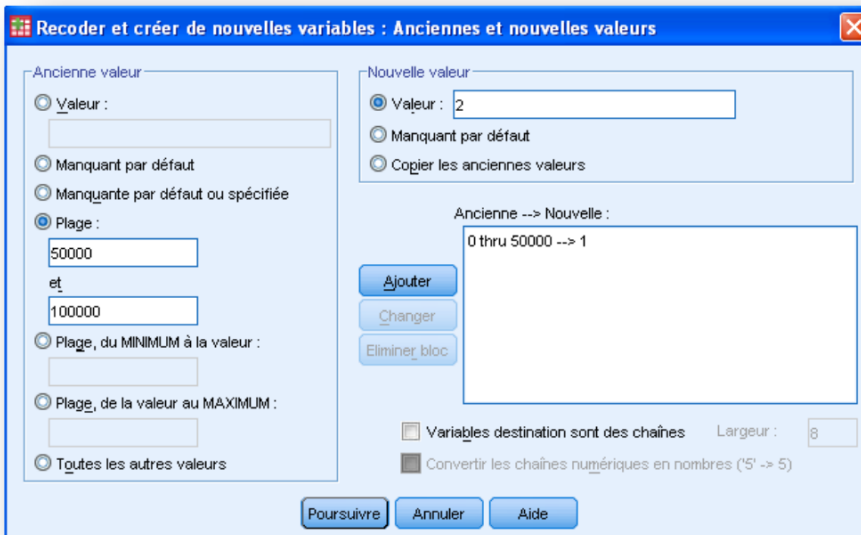 Recoder et créer de nouvelles variables : Anciennes et nouvelles valeurs
Ancienne valeur
Valeur :
Manquant par défaut
Manquante par défaut ou spécifiée
Plage :
50000
et
100000
Plage, du MINIMUM à la valeur :
Plage, de la valeur au MAXIMUM :
Toutes les autres valeurs
Nouvelle valeur
Valeur : 2
Manquant par défaut
Copier les anciennes valeurs
Ancienne --> Nouvelle :
0 thru 50000 --> 1
Ajouter
Changer
Eliminer bloc
Variables destination sont des chaînes Largeur : 8
Convertir les chaînes numériques en nombres ('5' -> 5)
Poursuivre Annuler Aide